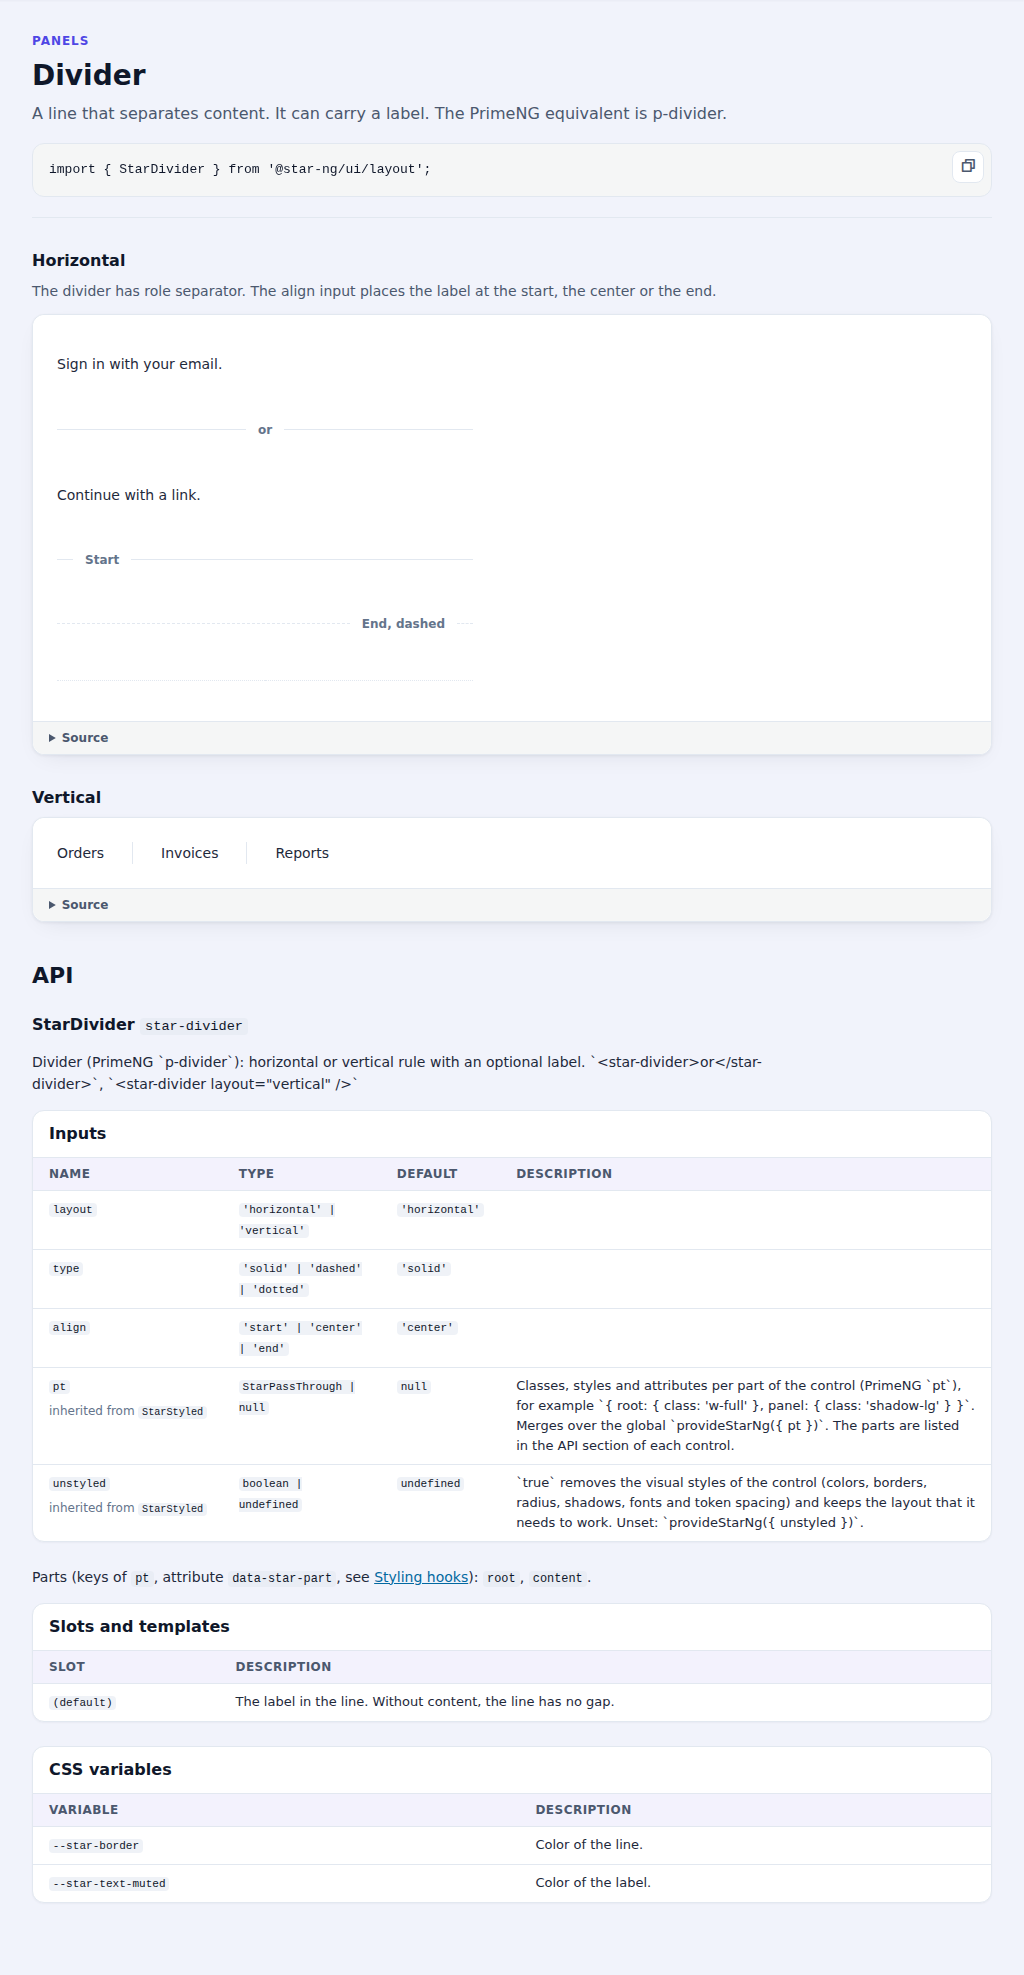 PANELS
Divider
A line that separates content. It can carry a label. The PrimeNG equivalent is p-divider.
import { StarDivider } from '@star-ng/ui/layout';
Horizontal
The divider has role separator. The align input places the label at the start, the center or the end.
Sign in with your email.
or
Continue with a link.
Start
End, dashed
Source
Vertical
Orders Invoices Reports
Source
API
StarDivider star-divider
Divider (PrimeNG `p-divider`): horizontal or vertical rule with an optional label. `<star-divider>or</star-
divider>`, `<star-divider layout="vertical" />`
Inputs
NAME TYPE DEFAULT DESCRIPTION
layout 'horizontal' | 'horizontal'
'vertical'
type 'solid' | 'dashed' 'solid'
| 'dotted'
align 'start' | 'center' 'center'
| 'end'
pt StarPassThrough | null Classes, styles and attributes per part of the control (PrimeNG `pt`),
inherited from StarStyled null for example `{ root: { class: 'w-full' }, panel: { class: 'shadow-lg' } }`.
Merges over the global `provideStarNg({ pt })`. The parts are listed
in the API section of each control.
unstyled boolean | undefined `true` removes the visual styles of the control (colors, borders,
inherited from StarStyled undefined radius, shadows, fonts and token spacing) and keeps the layout that it
needs to work. Unset: `provideStarNg({ unstyled })`.
Parts (keys of pt, attribute data-star-part, see Styling hooks): root, content.
Slots and templates
SLOT DESCRIPTION
(default) The label in the line. Without content, the line has no gap.
CSS variables
VARIABLE DESCRIPTION
--star-border Color of the line.
--star-text-muted Color of the label.